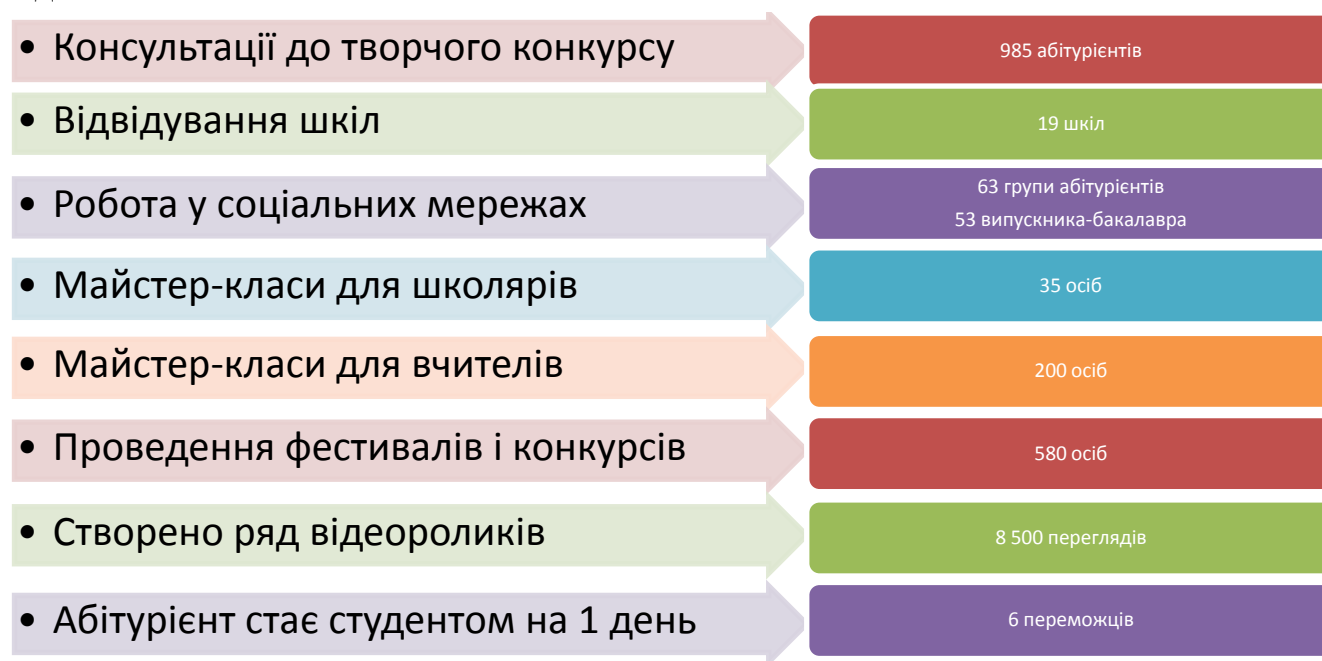 • Консультації до творчого конкурсу
985 абітурієнтів
• Відвідування шкіл
19 шкіл
• Робота у соціальних мережах
63 групи абітурієнтів
53 випускника-бакалавра
• Майстер-класи для школярів
35 осіб
• Майстер-класи для вчителів
200 осіб
• Проведення фестивалів і конкурсів
580 осіб
• Створено ряд відеороликів
8 500 переглядів
• Абітурієнт стає студентом на 1 день
6 переможців